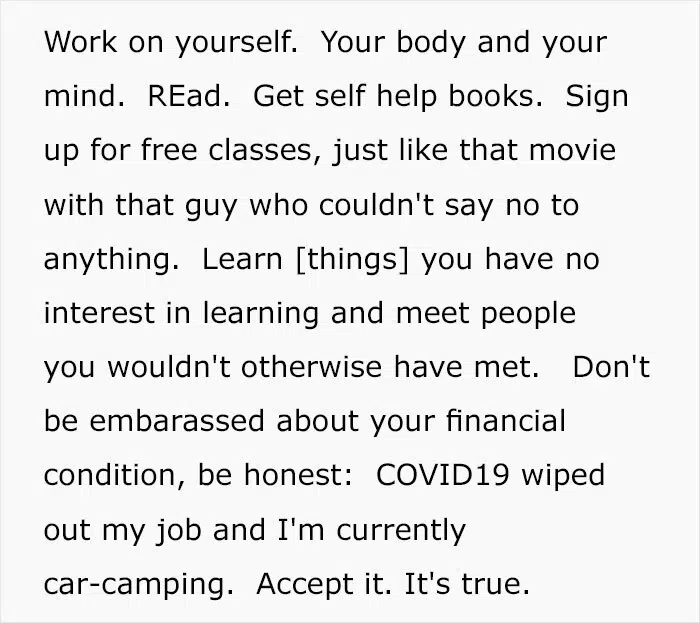 Work on yourself.  Your body and your
mind.  REad.  Get self help books.  Sign
up for free classes, just like that movie
with that guy who couldn't say no to
anything.  Learn [things] you have no
interest in learning and meet people
you wouldn't otherwise have met.   Don't
be embarassed about your financial
condition, be honest:  COVID19 wiped
out my job and I'm currently
car-camping.  Accept it. It's true.